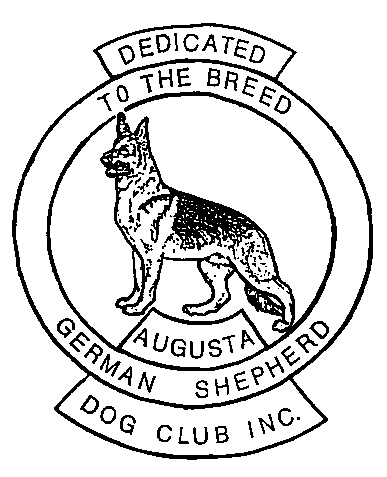 DEDICATED
TO THE BREED
AUGUSTA
GERMAN SHEPHERD
DOG CLUB INC.